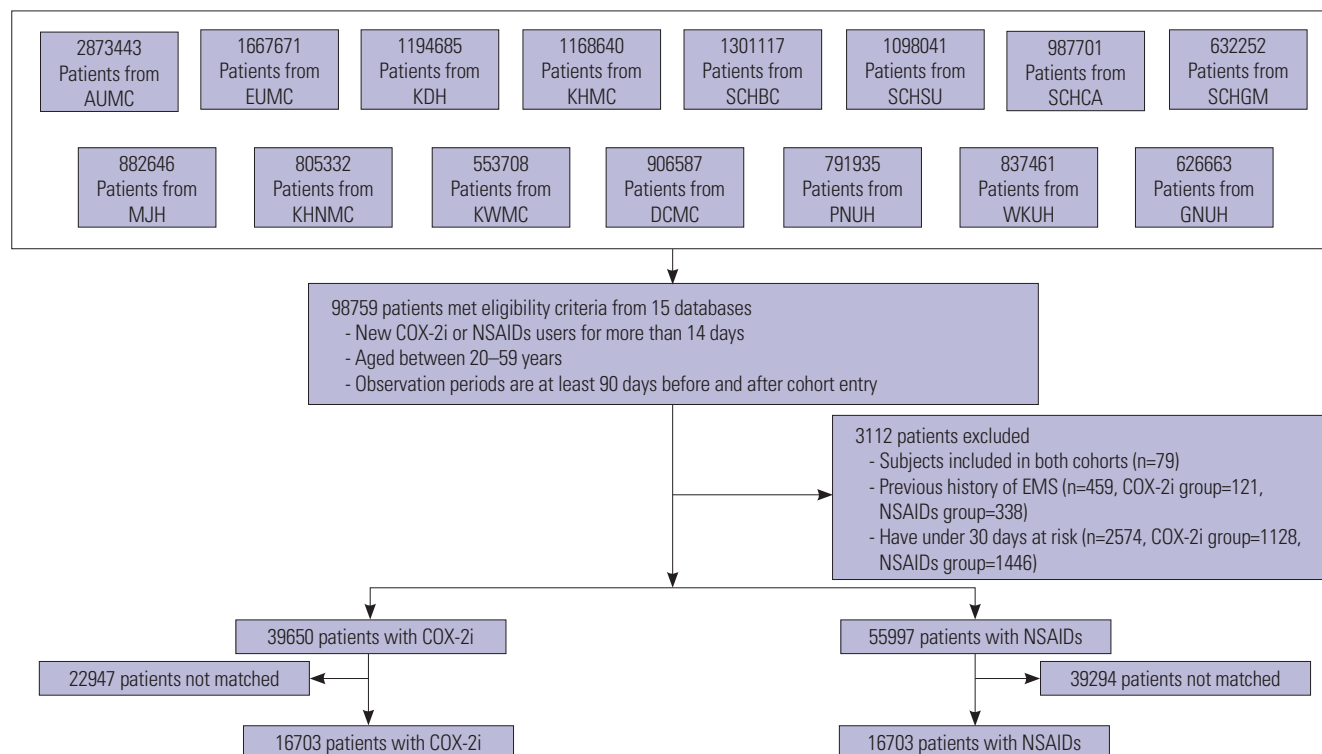 2873443
Patients from
AUMC
1667671
Patients from
EUMC
1194685
Patients from
KDH
1168640
Patients from
KHMC
1301117
Patients from
SCHBC
1098041
Patients from
SCHSU
987701
Patients from
SCHCA
632252
Patients from
SCHGM
882646
Patients from
MJH
805332
Patients from
KHNMC
553708
Patients from
KWMC
906587
Patients from
DCMC
791935
Patients from
PNUH
837461
Patients from
WKUH
626663
Patients from
GNUH
98759 patients met eligibility criteria from 15 databases
- New COX-2i or NSAIDs users for more than 14 days
- Aged between 20–59 years
- Observation periods are at least 90 days before and after cohort entry
3112 patients excluded
- Subjects included in both cohorts (n=79)
- Previous history of EMS (n=459, COX-2i group=121,
NSAIDs group=338)
- Have under 30 days at risk (n=2574, COX-2i group=1128,
NSAIDs group=1446)
39650 patients with COX-2i
55997 patients with NSAIDs
22947 patients not matched
39294 patients not matched
16703 patients with COX-2i
16703 patients with NSAIDs